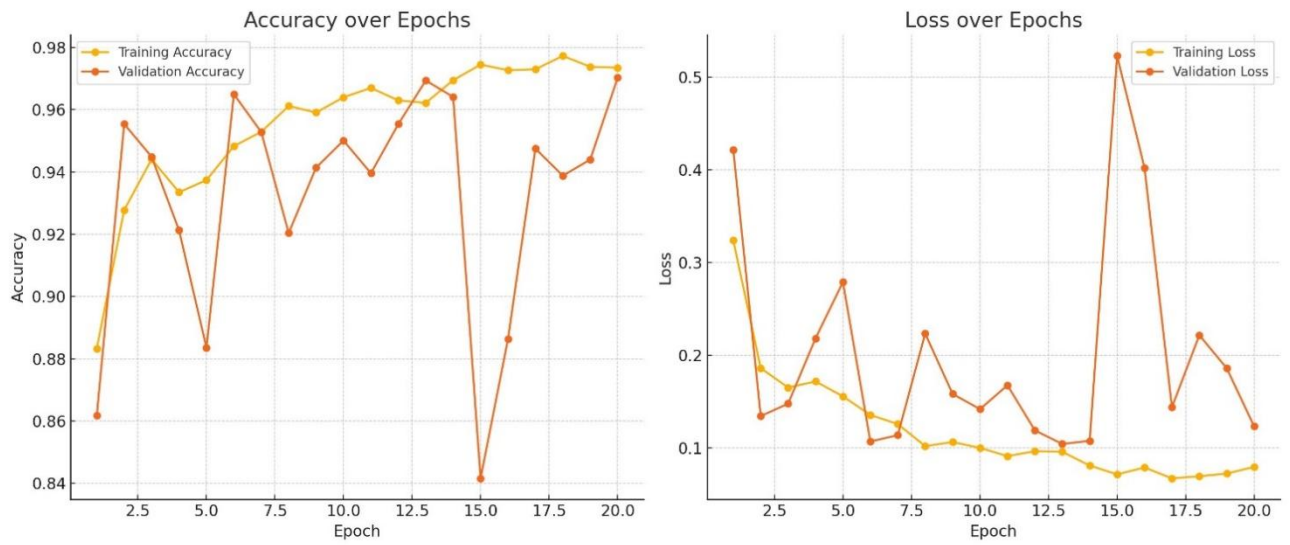 Accuracy over Epochs
Training Accuracy
Validation Accuracy
Accuracy
0.98
0.96
0.94
0.92
0.90
0.88
0.86
0.84
2.5 5.0 7.5 10.0 12.5 15.0 17.5 20.0
Epoch
Loss over Epochs
Training Loss
Validation Loss
Loss
0.5
0.4
0.3
0.2
0.1
2.5 5.0 7.5 10.0 12.5 15.0 17.5 20.0
Epoch